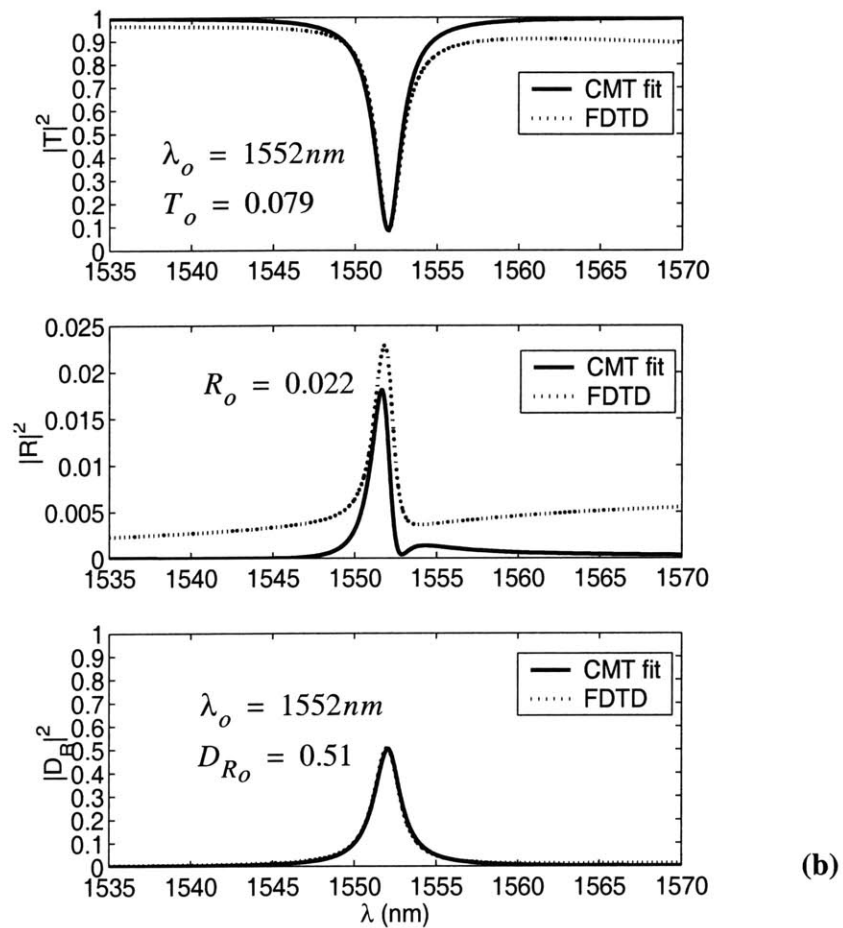 1
0.9
0.8
0.7
0.6
0.5
0.4
0.3
0.2
0.1
0
|T|²
CMT fit
FDTD
λₒ = 1552nm
Tₒ = 0.079
1535 1540 1545 1550 1555 1560 1565 1570
0.025
0.02
0.015
0.01
0.005
0
|R|²
Rₒ = 0.022
CMT fit
FDTD
1535 1540 1545 1550 1555 1560 1565 1570
1
0.9
0.8
0.7
0.6
0.5
0.4
0.3
0.2
0.1
0
|D_R|²
CMT fit
FDTD
λₒ = 1552nm
D_Rₒ = 0.51
1535 1540 1545 1550 1555 1560 1565 1570
λ (nm)
(b)